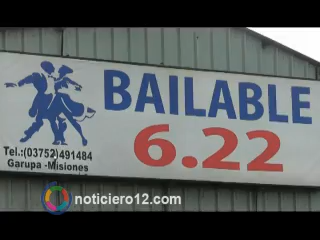 BAILABLE
6.22
Tel.:(03752)491484
Garupa -Misiones
noticiero12.com